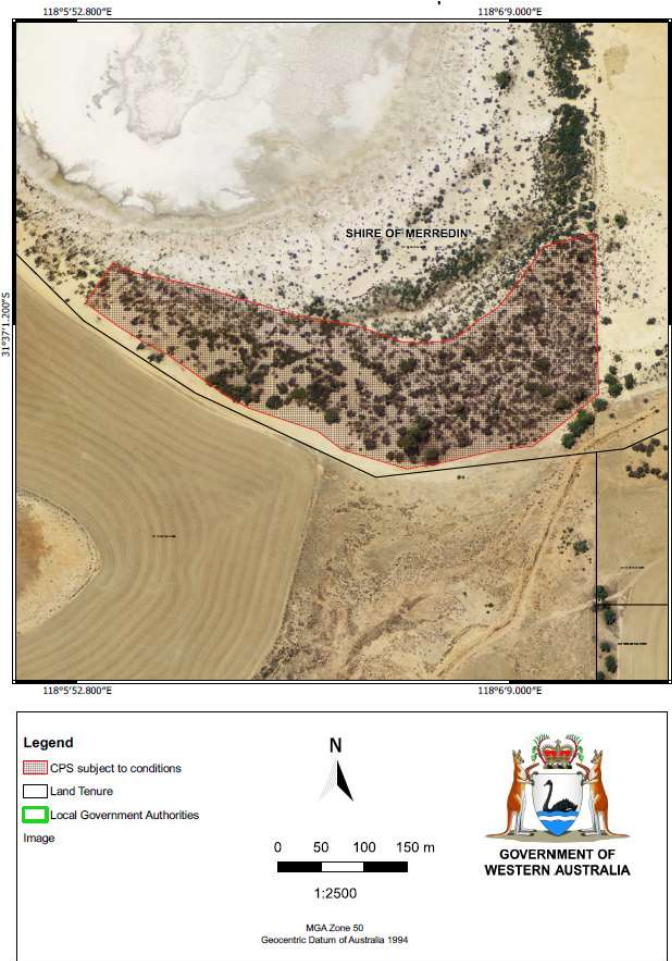 118°5'52.800"E 118°6'9.000"E
SHIRE OF MERREDIN
31°37'1.200"S
118°5'52.800"E 118°6'9.000"E
Legend
CPS subject to conditions
Land Tenure
Local Government Authorities
Image
N
0 50 100 150 m
1:2500
MGA Zone 50
Geocentric Datum of Australia 1994
GOVERNMENT OF
WESTERN AUSTRALIA